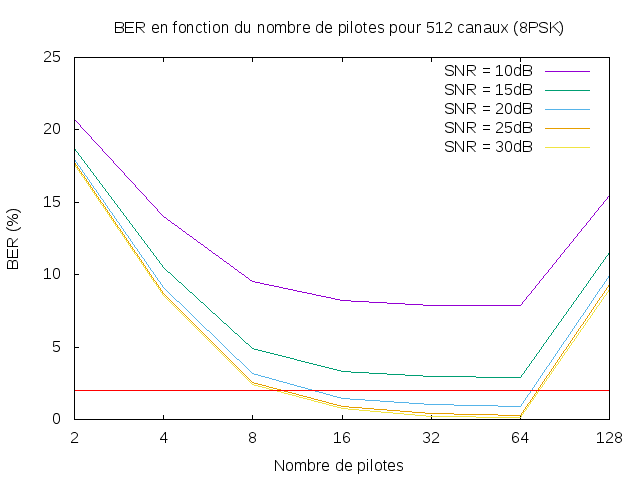 BER en fonction du nombre de pilotes pour 512 canaux (8PSK)
25
20
15
10
5
0
BER (%)
SNR = 10dB
SNR = 15dB
SNR = 20dB
SNR = 25dB
SNR = 30dB
2 4 8 16 32 64 128
Nombre de pilotes